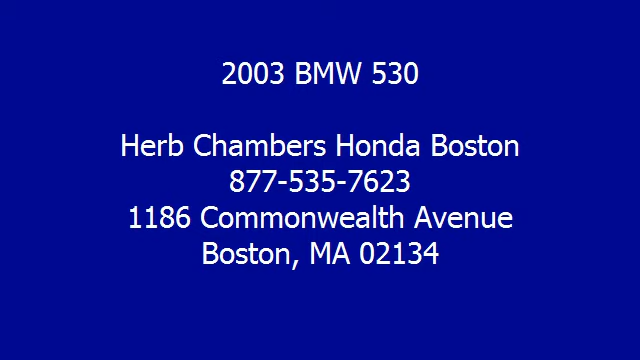 2003 BMW 530
Herb Chambers Honda Boston
877-535-7623
1186 Commonwealth Avenue
Boston, MA 02134